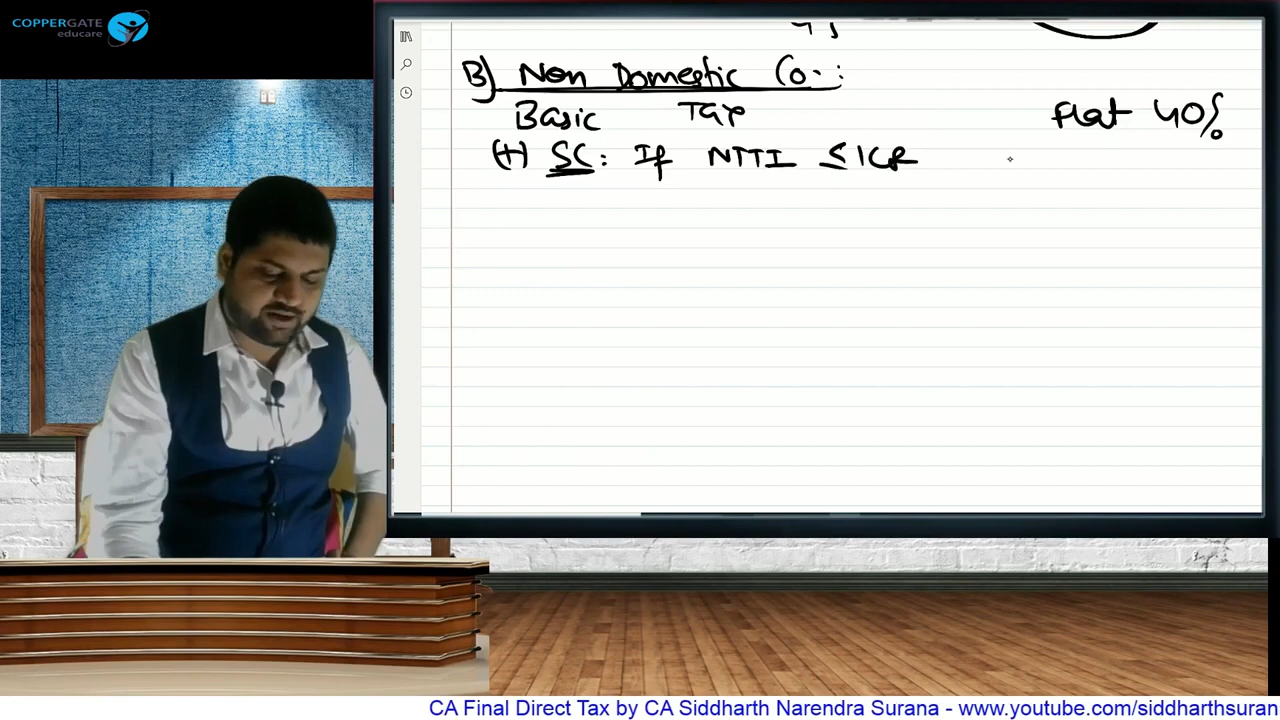 COPPERGATE
educare
B) Non Domestic Co.:
Basic Tax Flat 40%
(+) SC: If NTTI ≤ 1CR
CA Final Direct Tax by CA Siddharth Narendra Surana - www.youtube.com/siddharthsuran